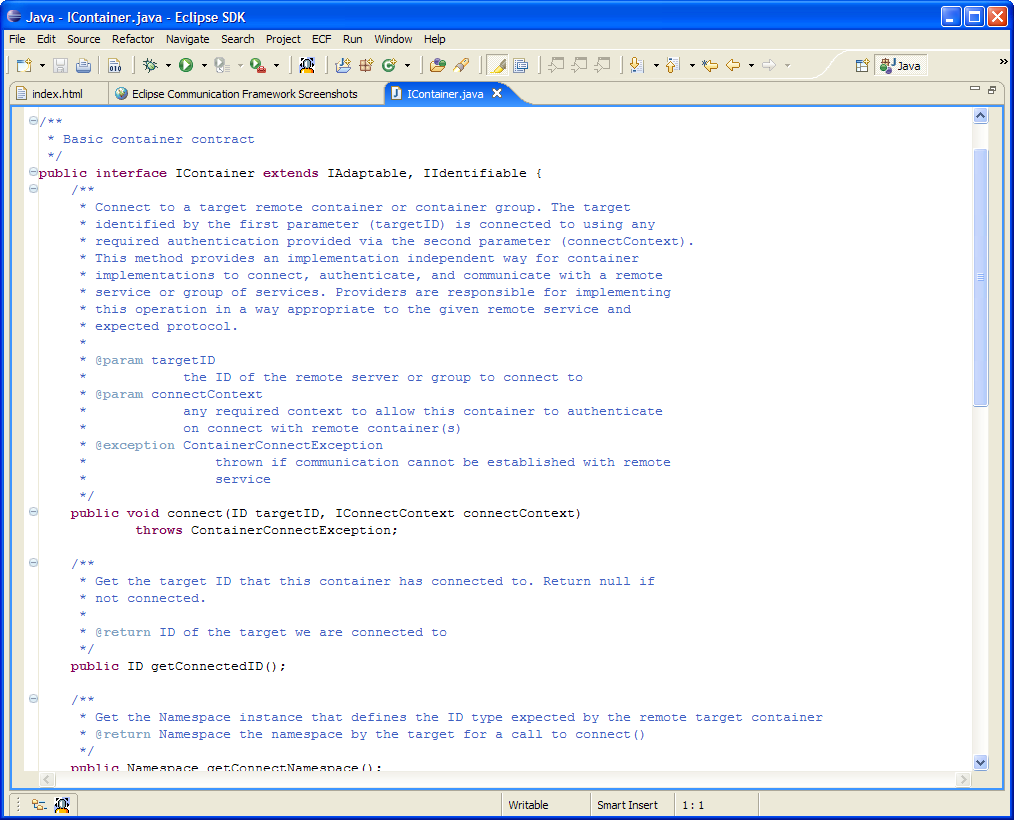 Java - IContainer.java - Eclipse SDK
File Edit Source Refactor Navigate Search Project ECF Run Window Help
010
Java
»
index.html Eclipse Communication Framework Screenshots IContainer.java
/**
 * Basic container contract
 */
public interface IContainer extends IAdaptable, IIdentifiable {
    /**
     * Connect to a target remote container or container group. The target
     * identified by the first parameter (targetID) is connected to using any
     * required authentication provided via the second parameter (connectContext).
     * This method provides an implementation independent way for container
     * implementations to connect, authenticate, and communicate with a remote
     * service or group of services. Providers are responsible for implementing
     * this operation in a way appropriate to the given remote service and
     * expected protocol.
     *
     * @param targetID
     *            the ID of the remote server or group to connect to
     * @param connectContext
     *            any required context to allow this container to authenticate
     *            on connect with remote container(s)
     * @exception ContainerConnectException
     *                thrown if communication cannot be established with remote
     *                service
     */
    public void connect(ID targetID, IConnectContext connectContext)
            throws ContainerConnectException;
    /**
     * Get the target ID that this container has connected to. Return null if
     * not connected.
     *
     * @return ID of the target we are connected to
     */
    public ID getConnectedID();
    /**
     * Get the Namespace instance that defines the ID type expected by the remote target container
     * @return Namespace the namespace by the target for a call to connect()
     */
    public Namespace getConnectNamespace();
Writable Smart Insert 1 : 1